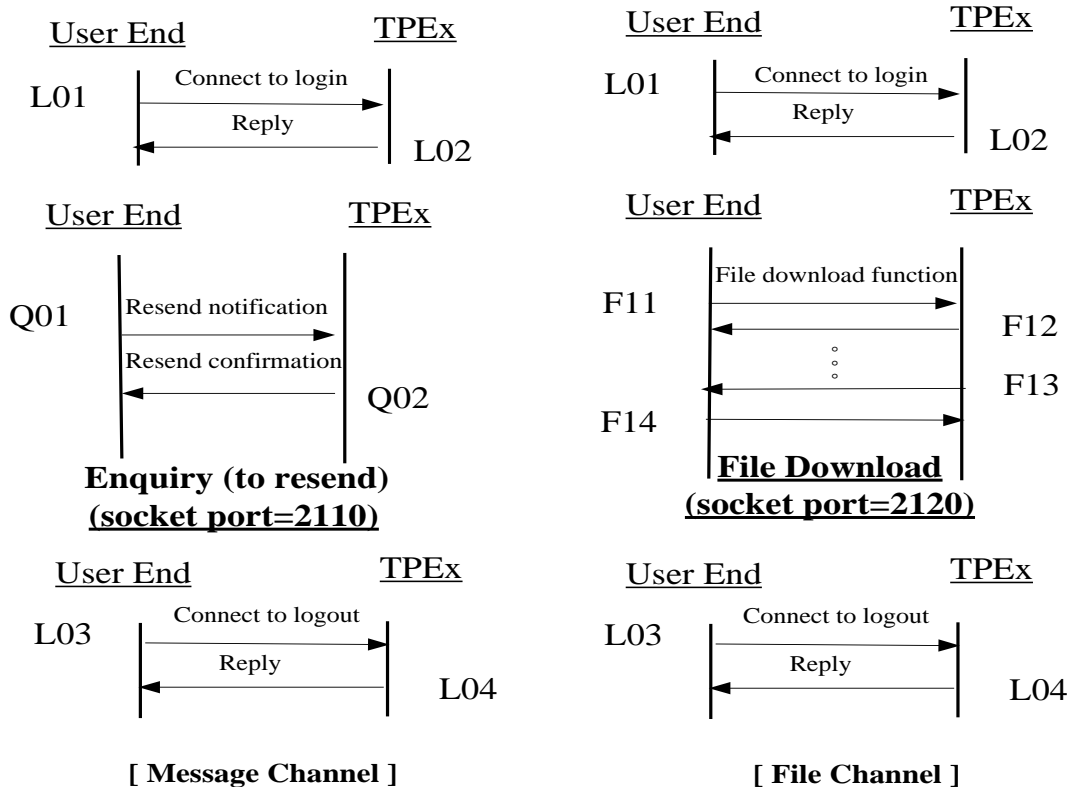 User End TPEx
L01 Connect to login
Reply
L02
User End TPEx
Q01 Resend notification
Resend confirmation
Q02
Enquiry (to resend)
(socket port=2110)
User End TPEx
L03 Connect to logout
Reply
L04
[ Message Channel ]
User End TPEx
L01 Connect to login
Reply
L02
User End TPEx
File download function
F11
F12
F13
F14
File Download
(socket port=2120)
User End TPEx
L03 Connect to logout
Reply
L04
[ File Channel ]